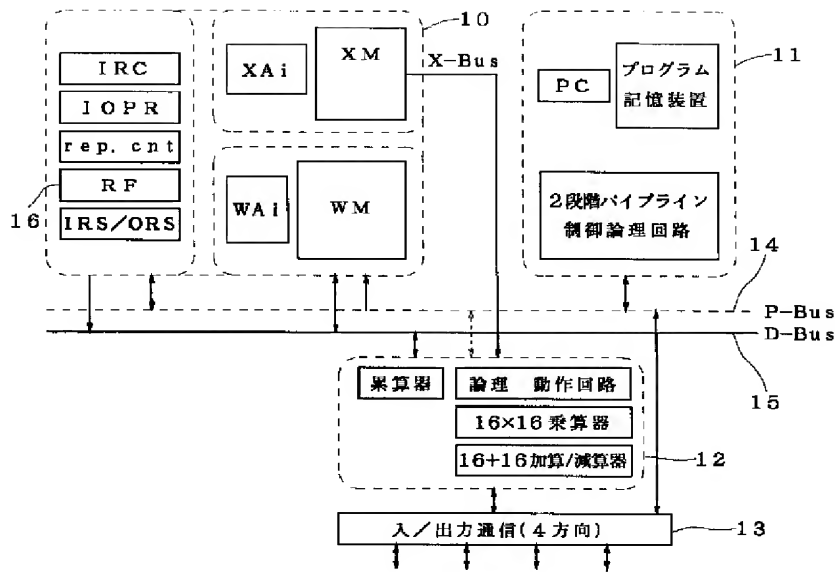 10
IRC
IOPR
rep. cnt
RF
IRS/ORS
16
XAi
XM
X-Bus
WAi
WM
11
PC
プログラム
記憶装置
2段階パイプライン
制御論理回路
14
P-Bus
D-Bus
15
累算器
論理 動作回路
16×16乗算器
16+16加算/減算器
12
入/出力通信(4方向)
13